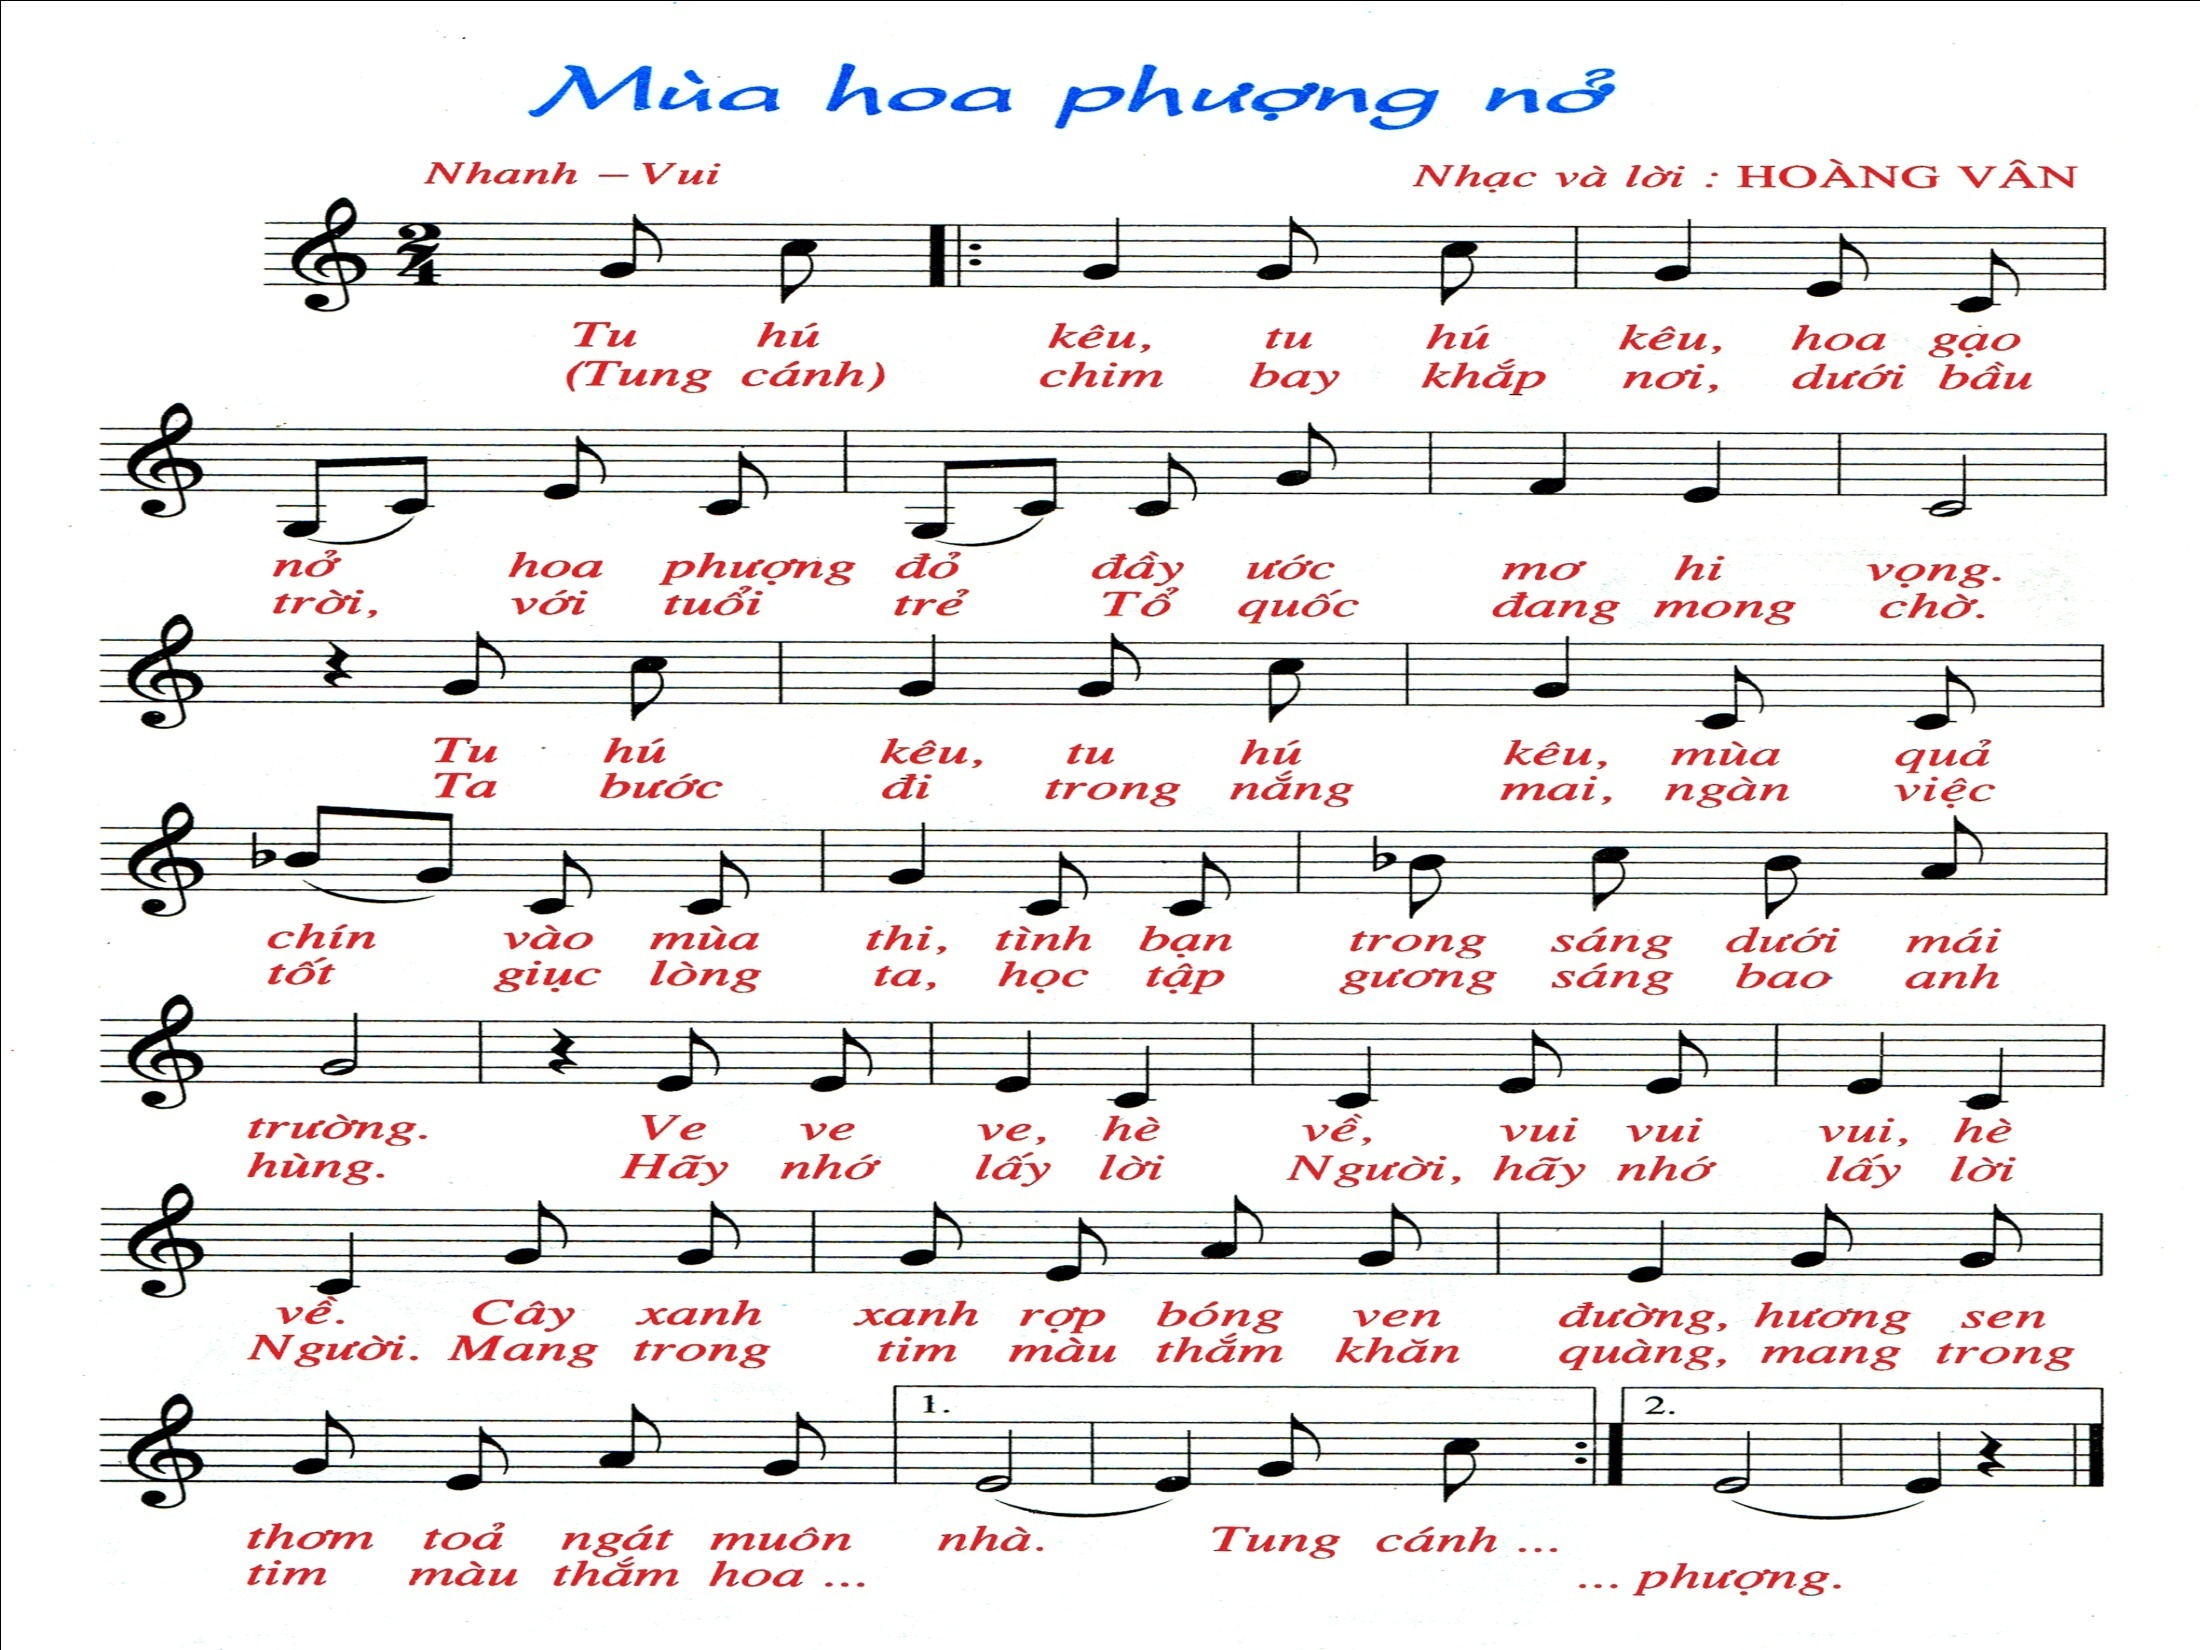 Mùa hoa phượng nở
Nhanh – Vui Nhạc và lời : HOÀNG VÂN
2
4
Tu hú kêu, tu hú kêu, hoa gạo
(Tung cánh) chim bay khắp nơi, dưới bầu
nở hoa phượng đỏ đầy ước mơ hi vọng.
trời, với tuổi trẻ Tổ quốc đang mong chờ.
Tu hú kêu, tu hú kêu, mùa quả
Ta bước đi trong nắng mai, ngàn việc
chín vào mùa thi, tình bạn trong sáng dưới mái
tốt giục lòng ta, học tập gương sáng bao anh
trường. Ve ve ve, hè về, vui vui vui, hè
hùng. Hãy nhớ lấy lời Người, hãy nhớ lấy lời
về. Cây xanh xanh rợp bóng ven đường, hương sen
Người. Mang trong tim màu thắm khăn quàng, mang trong
1. 2.
thơm toả ngát muôn nhà. Tung cánh ...
tim màu thắm hoa ... ... phượng.